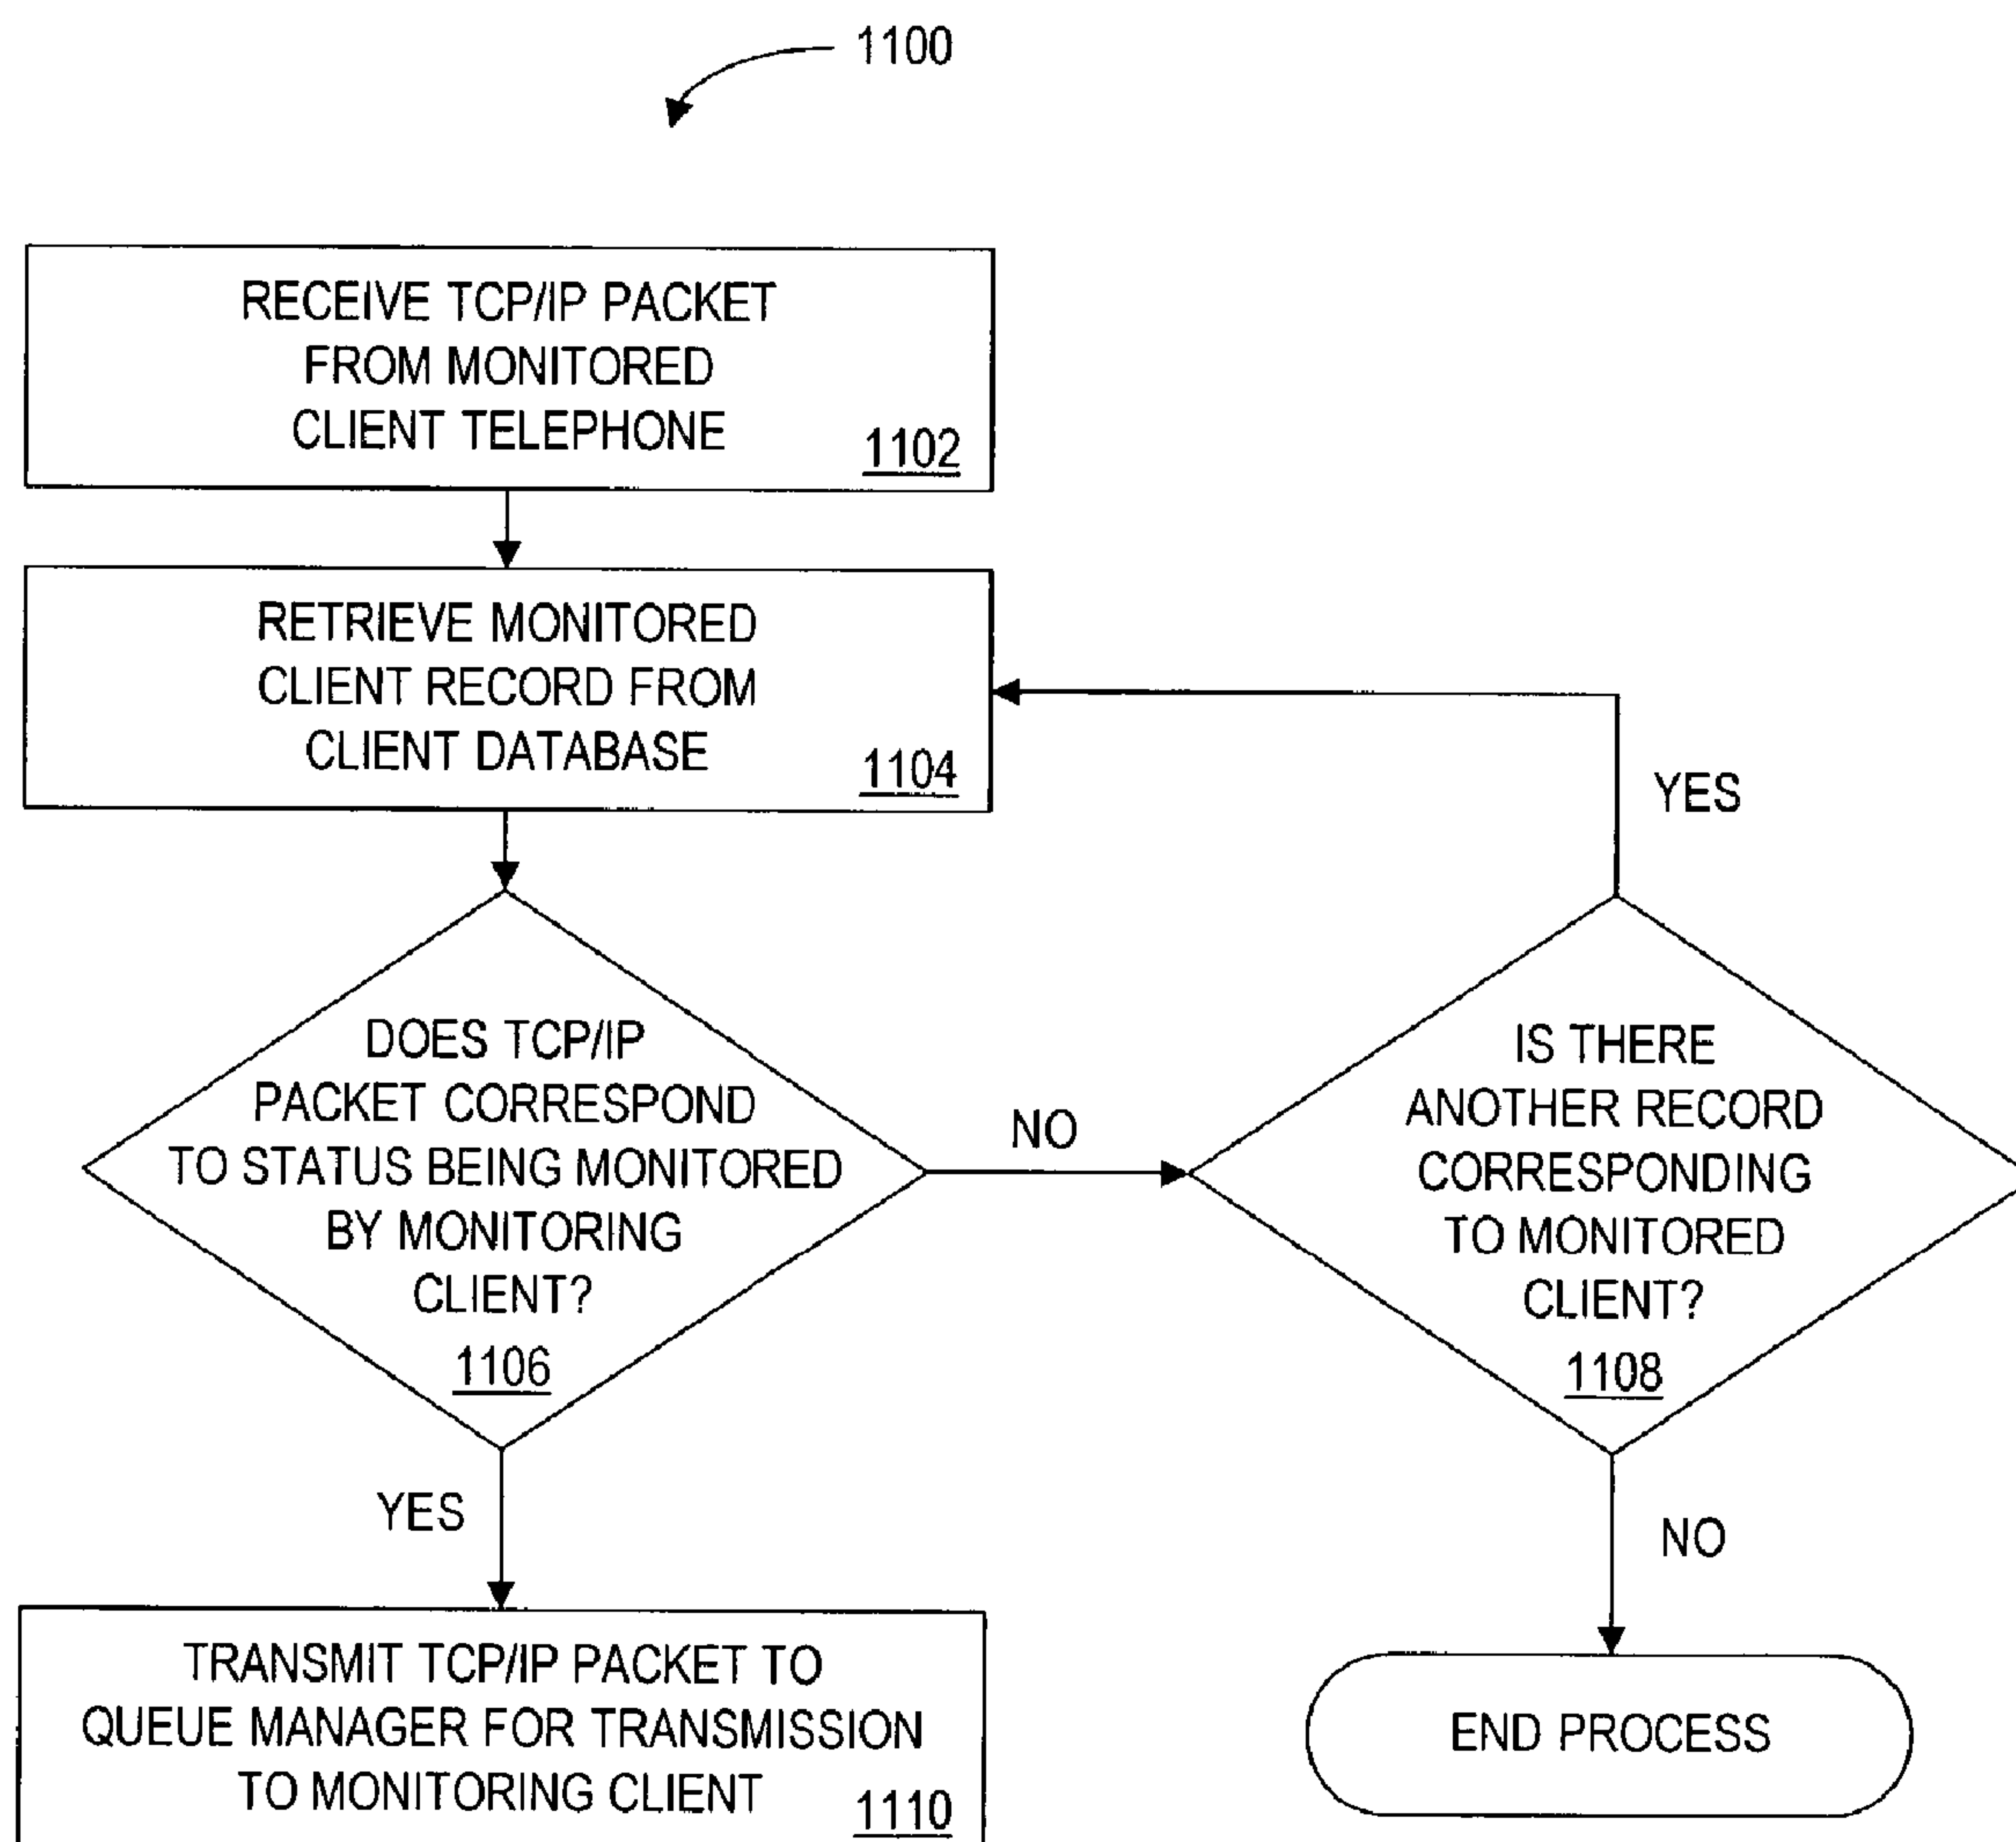 1100
RECEIVE TCP/IP PACKET
FROM MONITORED
CLIENT TELEPHONE
1102
RETRIEVE MONITORED
CLIENT RECORD FROM
CLIENT DATABASE
1104
YES
DOES TCP/IP
PACKET CORRESPOND
TO STATUS BEING MONITORED
BY MONITORING
CLIENT?
1106
NO
IS THERE
ANOTHER RECORD
CORRESPONDING
TO MONITORED
CLIENT?
1108
YES
NO
TRANSMIT TCP/IP PACKET TO
QUEUE MANAGER FOR TRANSMISSION
TO MONITORING CLIENT
1110
END PROCESS